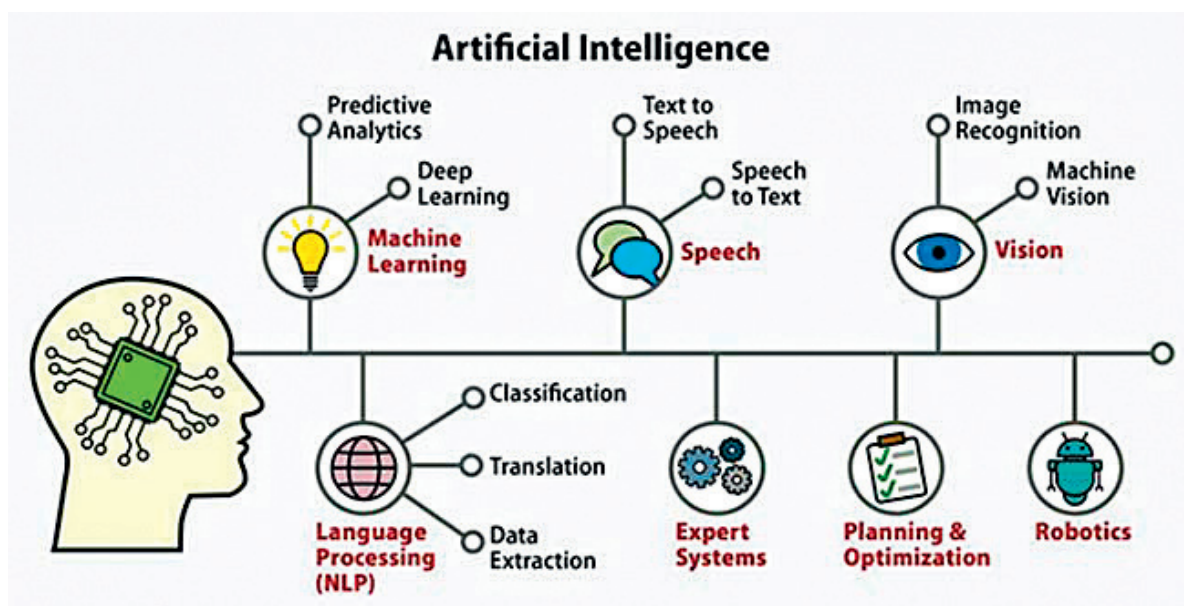 Artificial Intelligence
Predictive
Analytics
Deep
Learning
Machine
Learning
Text to
Speech
Speech
to Text
Speech
Image
Recognition
Machine
Vision
Vision
Classification
Translation
Data
Extraction
Language
Processing
(NLP)
Expert
Systems
Planning &
Optimization
Robotics